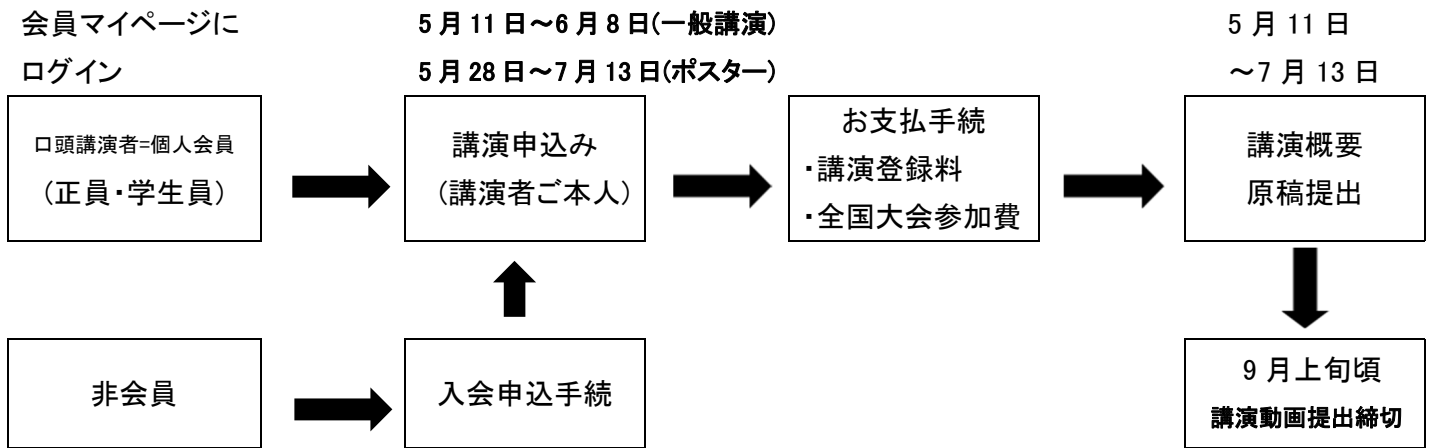 会員マイページに
ログイン
5月11日～6月8日(一般講演)
5月28日～7月13日(ポスター)
5月11日
～7月13日
口頭講演者=個人会員
(正員・学生員)
講演申込み
(講演者ご本人)
お支払手続
・講演登録料
・全国大会参加費
講演概要
原稿提出
非会員
入会申込手続
9月上旬頃
講演動画提出締切